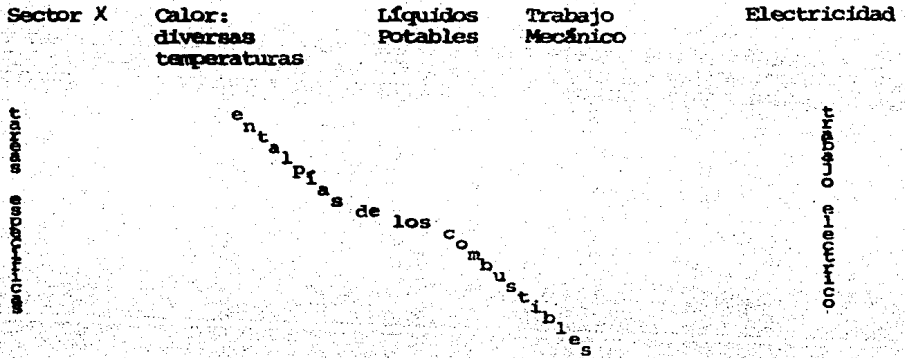 Sector X Calor: Líquidos Trabajo Electricidad
diversas Potables Mecánico
temperaturas
tareas específicas
entalpías de los combustibles
trabajo eléctrico